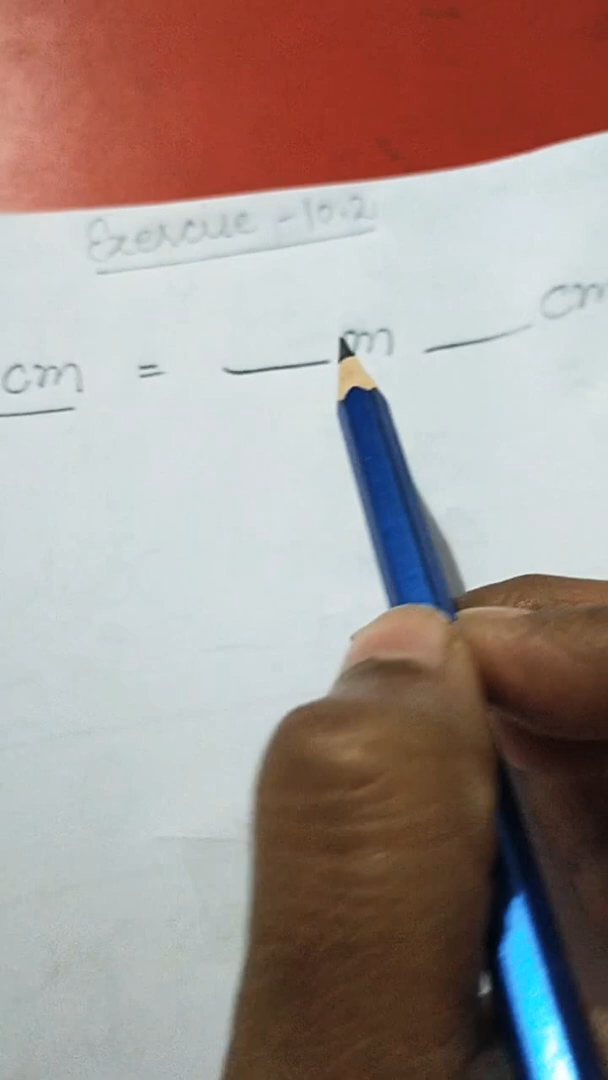 Exercise - 10.2
cm = ___ m ___ cm